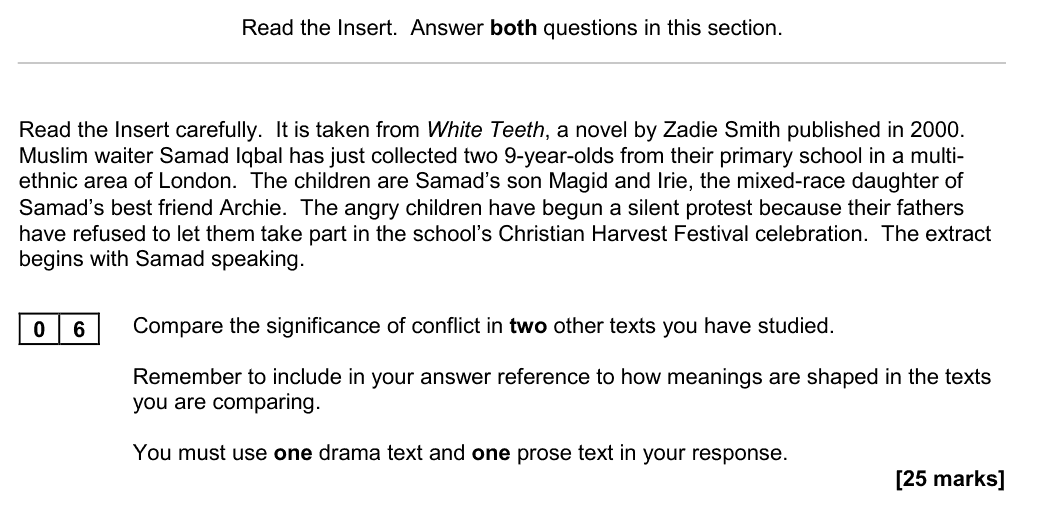 Read the Insert.  Answer both questions in this section.
Read the Insert carefully.  It is taken from White Teeth, a novel by Zadie Smith published in 2000.
Muslim waiter Samad Iqbal has just collected two 9-year-olds from their primary school in a multi-
ethnic area of London.  The children are Samad's son Magid and Irie, the mixed-race daughter of
Samad's best friend Archie.  The angry children have begun a silent protest because their fathers
have refused to let them take part in the school's Christian Harvest Festival celebration.  The extract
begins with Samad speaking.
0 6 Compare the significance of conflict in two other texts you have studied.
Remember to include in your answer reference to how meanings are shaped in the texts
you are comparing.
You must use one drama text and one prose text in your response.
[25 marks]